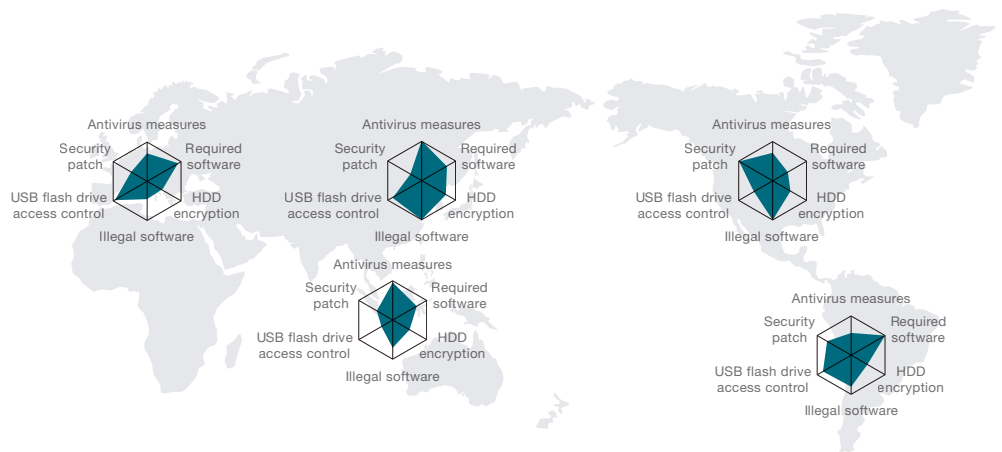 Antivirus measures
Security
patch
Required
software
USB flash drive
access control
HDD
encryption
Illegal software
Antivirus measures
Security
patch
Required
software
USB flash drive
access control
HDD
encryption
Illegal software
Antivirus measures
Security
patch
Required
software
USB flash drive
access control
HDD
encryption
Illegal software
Antivirus measures
Security
patch
Required
software
USB flash drive
access control
HDD
encryption
Illegal software
Antivirus measures
Security
patch
Required
software
USB flash drive
access control
HDD
encryption
Illegal software